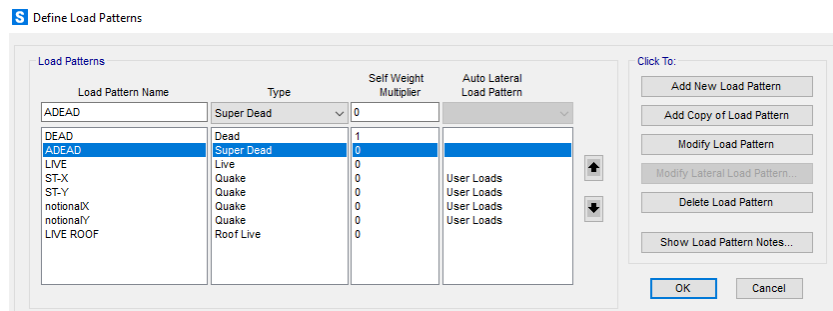 S Define Load Patterns
Load Patterns
Click To:
Load Pattern Name Type Self Weight Multiplier Auto Lateral Load Pattern
ADEAD Super Dead 0
DEAD Dead 1
ADEAD Super Dead 0
LIVE Live 0
ST-X Quake 0 User Loads
ST-Y Quake 0 User Loads
notionalX Quake 0 User Loads
notionalY Quake 0 User Loads
LIVE ROOF Roof Live 0
Add New Load Pattern
Add Copy of Load Pattern
Modify Load Pattern
Modify Lateral Load Pattern...
Delete Load Pattern
Show Load Pattern Notes...
OK Cancel